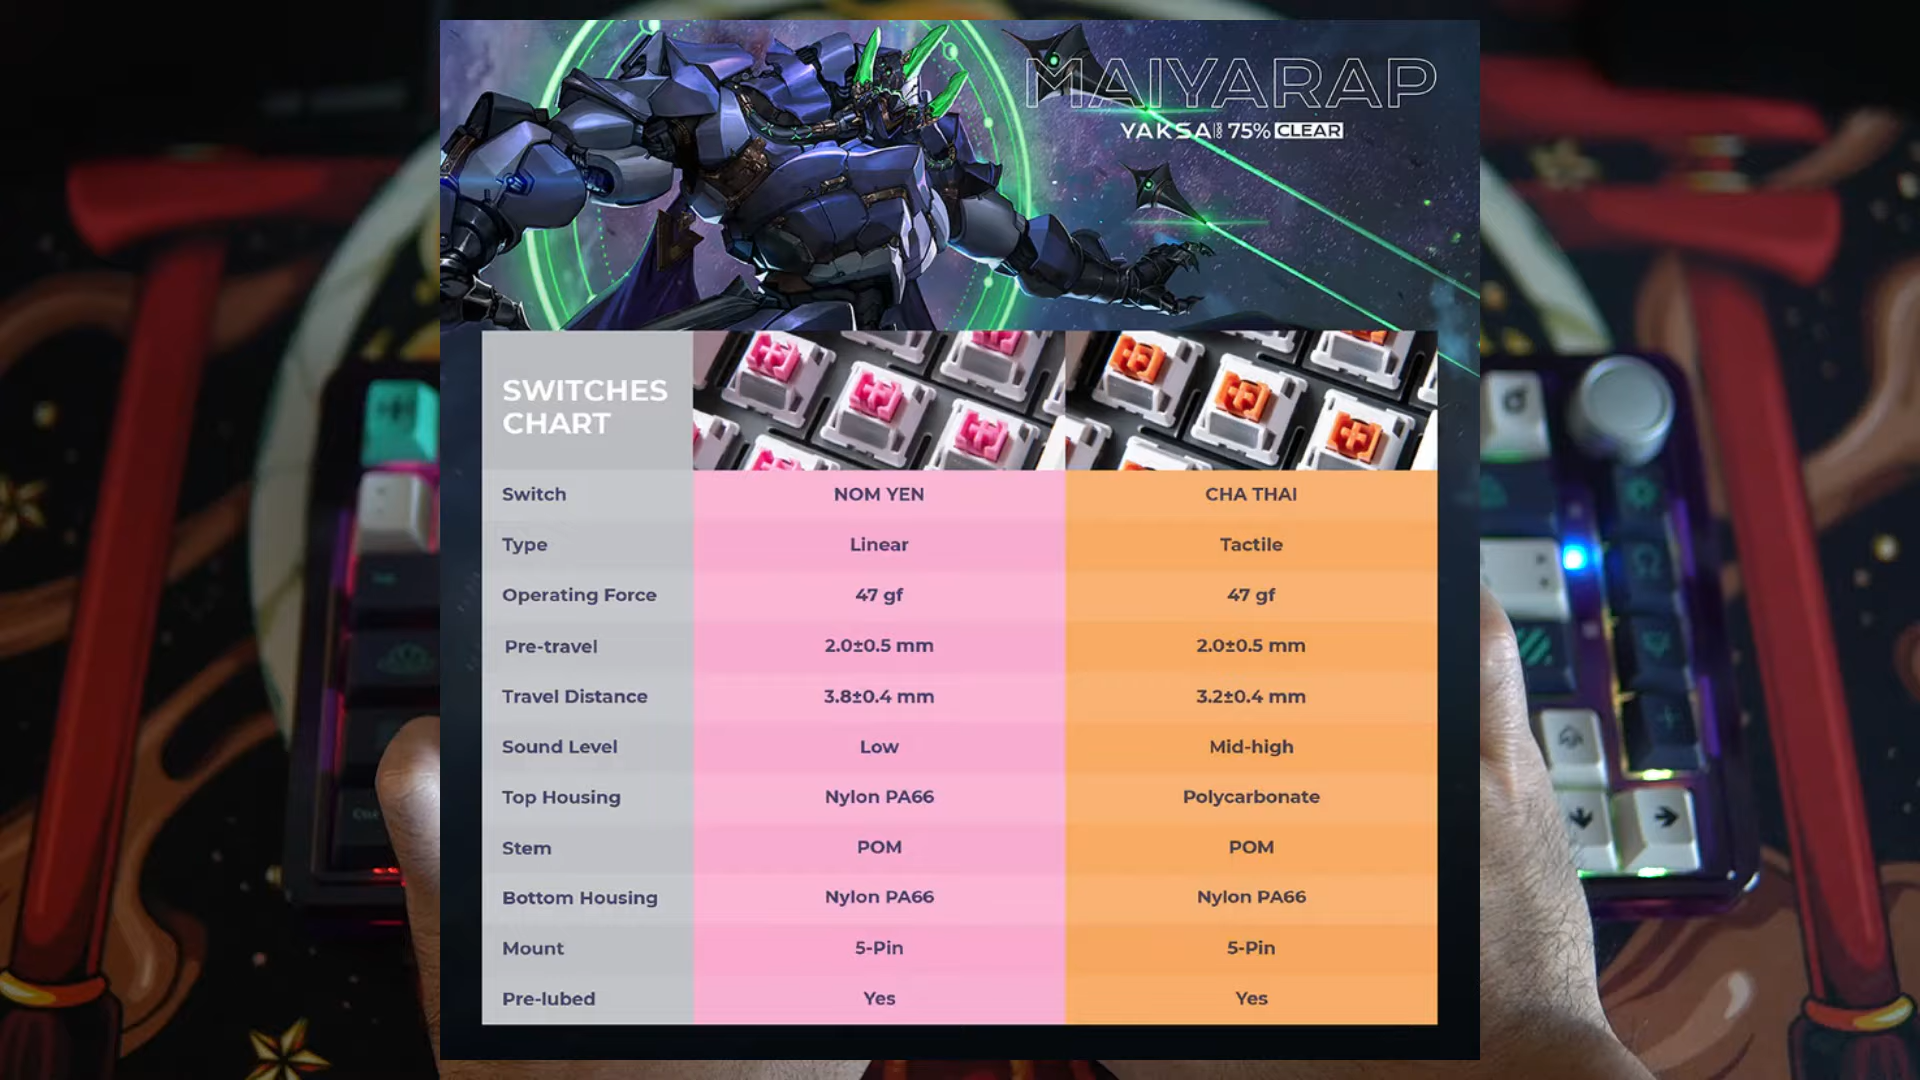 MAIYARAP
YAKSA 75% CLEAR
SWITCHES
CHART
Switch NOM YEN CHA THAI
Type Linear Tactile
Operating Force 47 gf 47 gf
Pre-travel 2.0±0.5 mm 2.0±0.5 mm
Travel Distance 3.8±0.4 mm 3.2±0.4 mm
Sound Level Low Mid-high
Top Housing Nylon PA66 Polycarbonate
Stem POM POM
Bottom Housing Nylon PA66 Nylon PA66
Mount 5-Pin 5-Pin
Pre-lubed Yes Yes